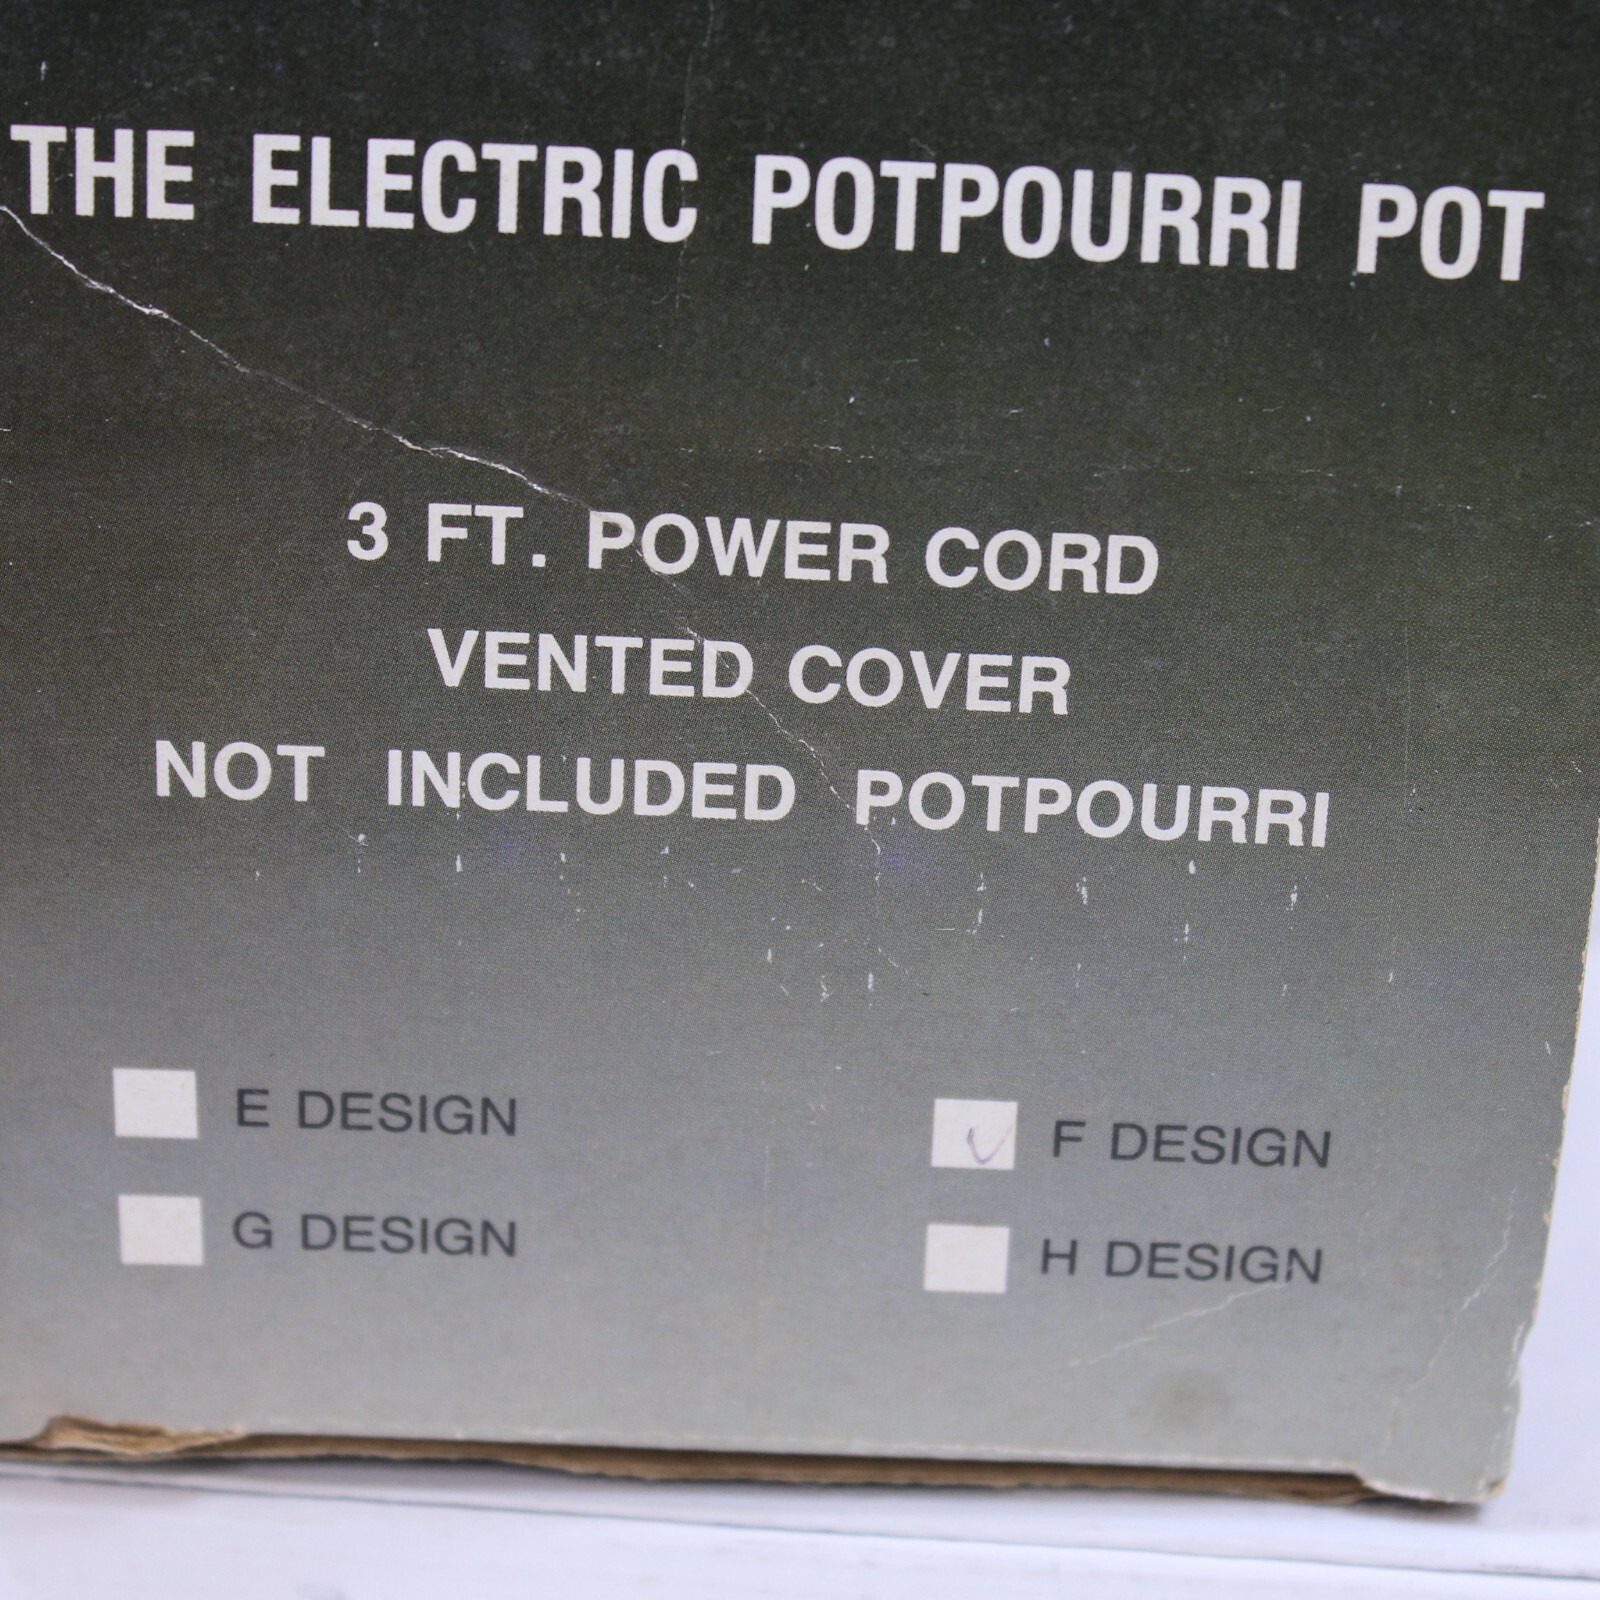 THE ELECTRIC POTPOURRI POT
3 FT. POWER CORD
VENTED COVER
NOT INCLUDED POTPOURRI
E DESIGN
F DESIGN
G DESIGN
H DESIGN